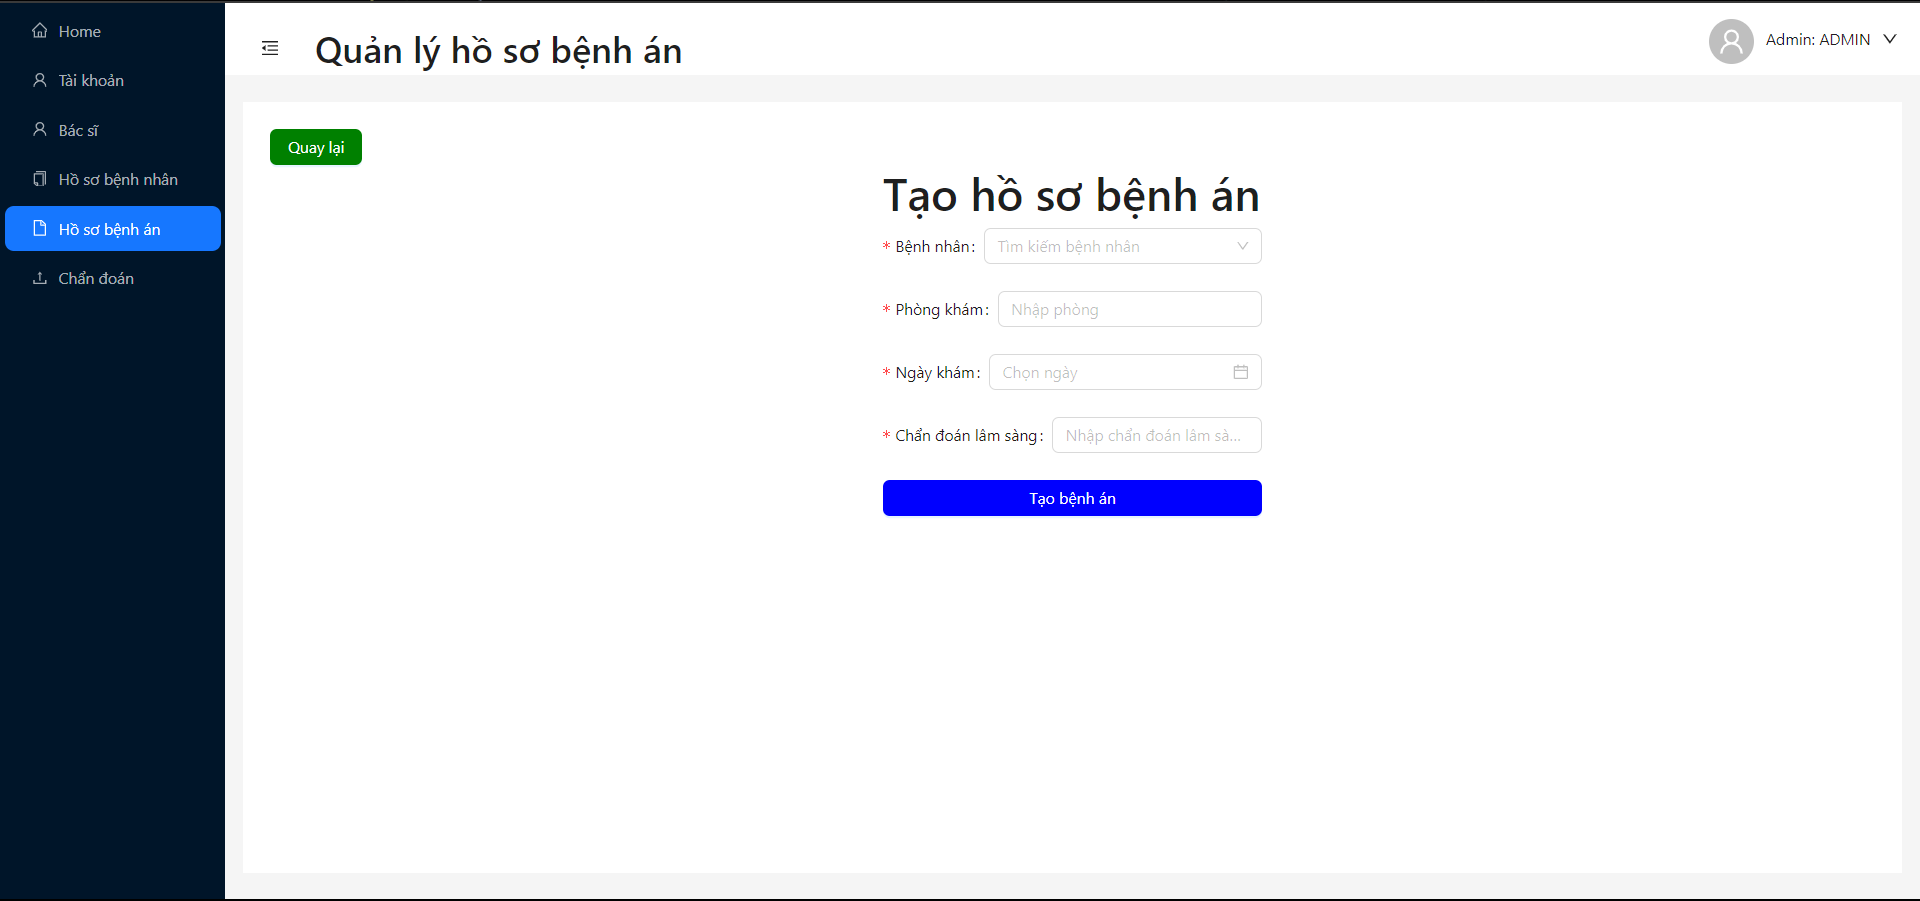 Home
Tài khoản
Bác sĩ
Hồ sơ bệnh nhân
Hồ sơ bệnh án
Chẩn đoán
Quản lý hồ sơ bệnh án
Admin: ADMIN
Quay lại
Tạo hồ sơ bệnh án
* Bệnh nhân: Tìm kiếm bệnh nhân
* Phòng khám: Nhập phòng
* Ngày khám: Chọn ngày
* Chẩn đoán lâm sàng: Nhập chẩn đoán lâm sà...
Tạo bệnh án